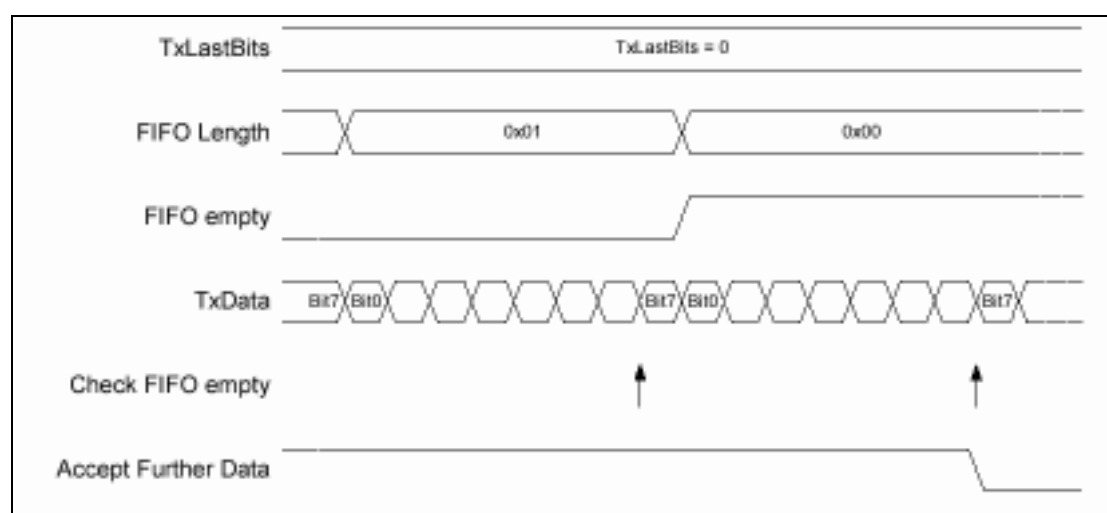 TxLastBits TxLastBits = 0
FIFO Length 0x01 0x00
FIFO empty
TxData Bit7 Bit0 Bit7 Bit0 Bit7
Check FIFO empty
Accept Further Data